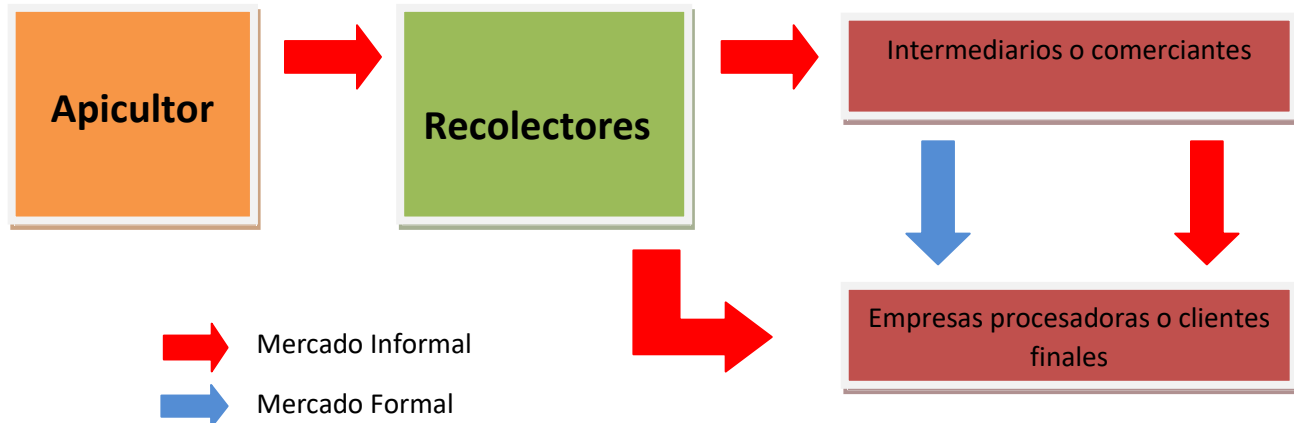 Apicultor
Recolectores
Intermediarios o comerciantes
Empresas procesadoras o clientes
finales
Mercado Informal
Mercado Formal